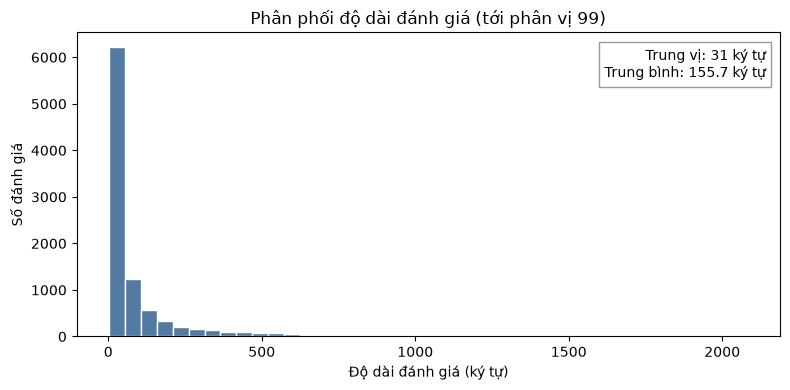 Phân phối độ dài đánh giá (tới phân vị 99)
Trung vị: 31 ký tự
Trung bình: 155.7 ký tự
Số đánh giá
6000
5000
4000
3000
2000
1000
0
0
500
1000
1500
2000
Độ dài đánh giá (ký tự)